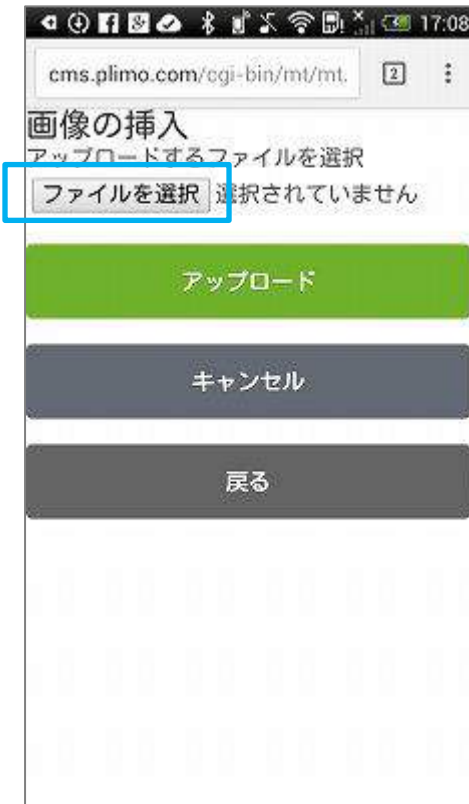 17:08
cms.plimo.com/cgi-bin/mt/mt.
2
画像の挿入
アップロードするファイルを選択
ファイルを選択 選択されていません
アップロード
キャンセル
戻る